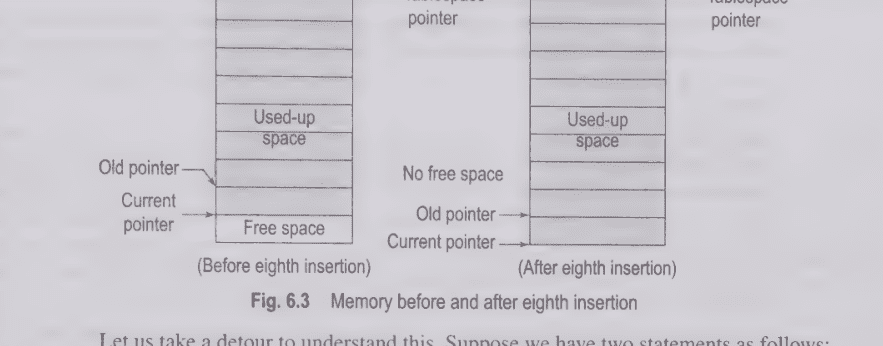 pointer
pointer
Used-up
space
Used-up
space
Old pointer
No free space
Current
pointer
Free space
Old pointer
Current pointer
(Before eighth insertion)
(After eighth insertion)
Fig. 6.3 Memory before and after eighth insertion
Let us take a detour to understand this. Suppose we have two statements as follows: